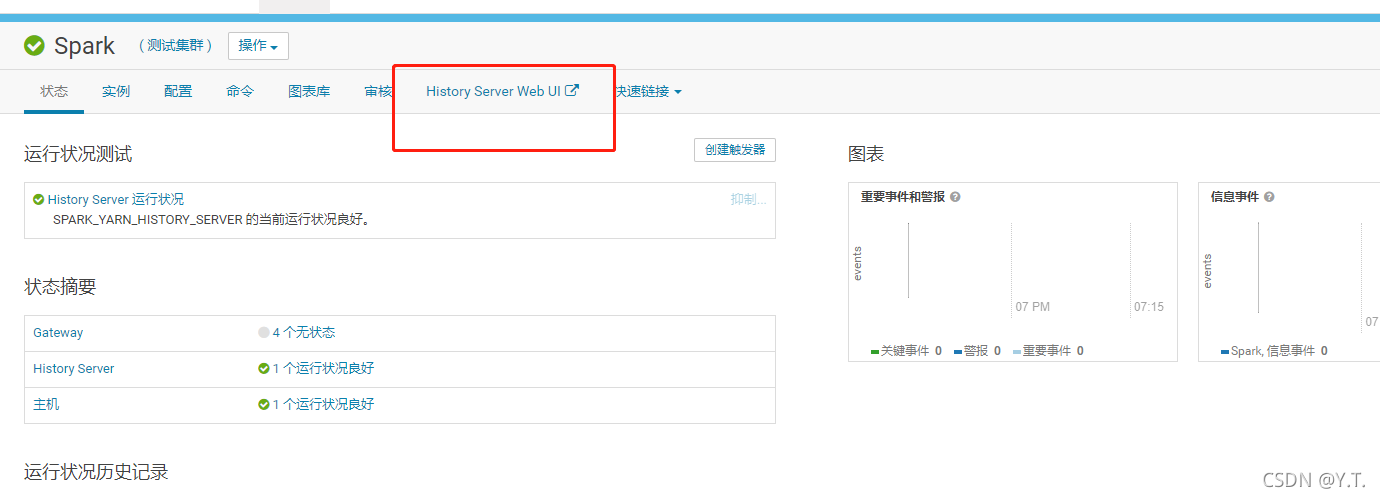 Spark (测试集群) 操作
状态 实例 配置 命令 图表库 审核 History Server Web UI 快速链接
运行状况测试 创建触发器
History Server 运行状况 抑制...
SPARK_YARN_HISTORY_SERVER 的当前运行状况良好。
状态摘要
Gateway 4 个无状态
History Server 1 个运行状况良好
主机 1 个运行状况良好
运行状况历史记录
图表
重要事件和警报 ?
events
07 PM 07:15
关键事件 0 警报 0 重要事件 0
信息事件 ?
events
07
Spark, 信息事件 0
CSDN @Y.T.